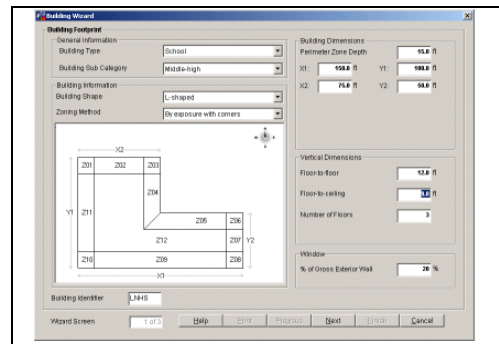 Building Wizard
Building Footprint
General Information
Building Type School
Building Sub Category Middle-high
Building Information
Building Shape L-shaped
Zoning Method By exposure with corners
X2
Z01 Z02 Z03
Z04
Y1 Z11 Z05 Z06
Z12 Z07 Y2
Z10 Z09 Z08
X1
Building Identifier LNHS
Building Dimensions
Perimeter Zone Depth 15.0 ft
X1: 150.0 ft Y1: 100.0 ft
X2: 75.0 ft Y2: 50.0 ft
Vertical Dimensions
Floor-to-floor 12.0 ft
Floor-to-ceiling ft
Number of Floors 3
Window
% of Gross Exterior Wall 20 %
Wizard Screen 1 of 3 Help Print Previous Next Finish Cancel